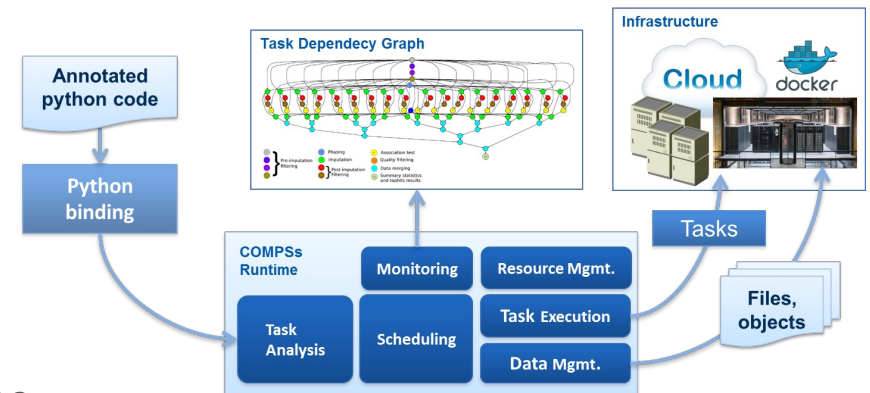 Infrastructure
Task Dependecy Graph
Annotated
python code
Cloud
docker
Pre-imputation
filtering
Phasing
Imputation
Post-imputation
filtering
Association test
Quality filtering
Data merging
Summary statistics
and tophits results
Python
binding
Tasks
COMPSs
Runtime
Monitoring
Resource Mgmt.
Task
Analysis
Scheduling
Task Execution
Data Mgmt.
Files,
objects